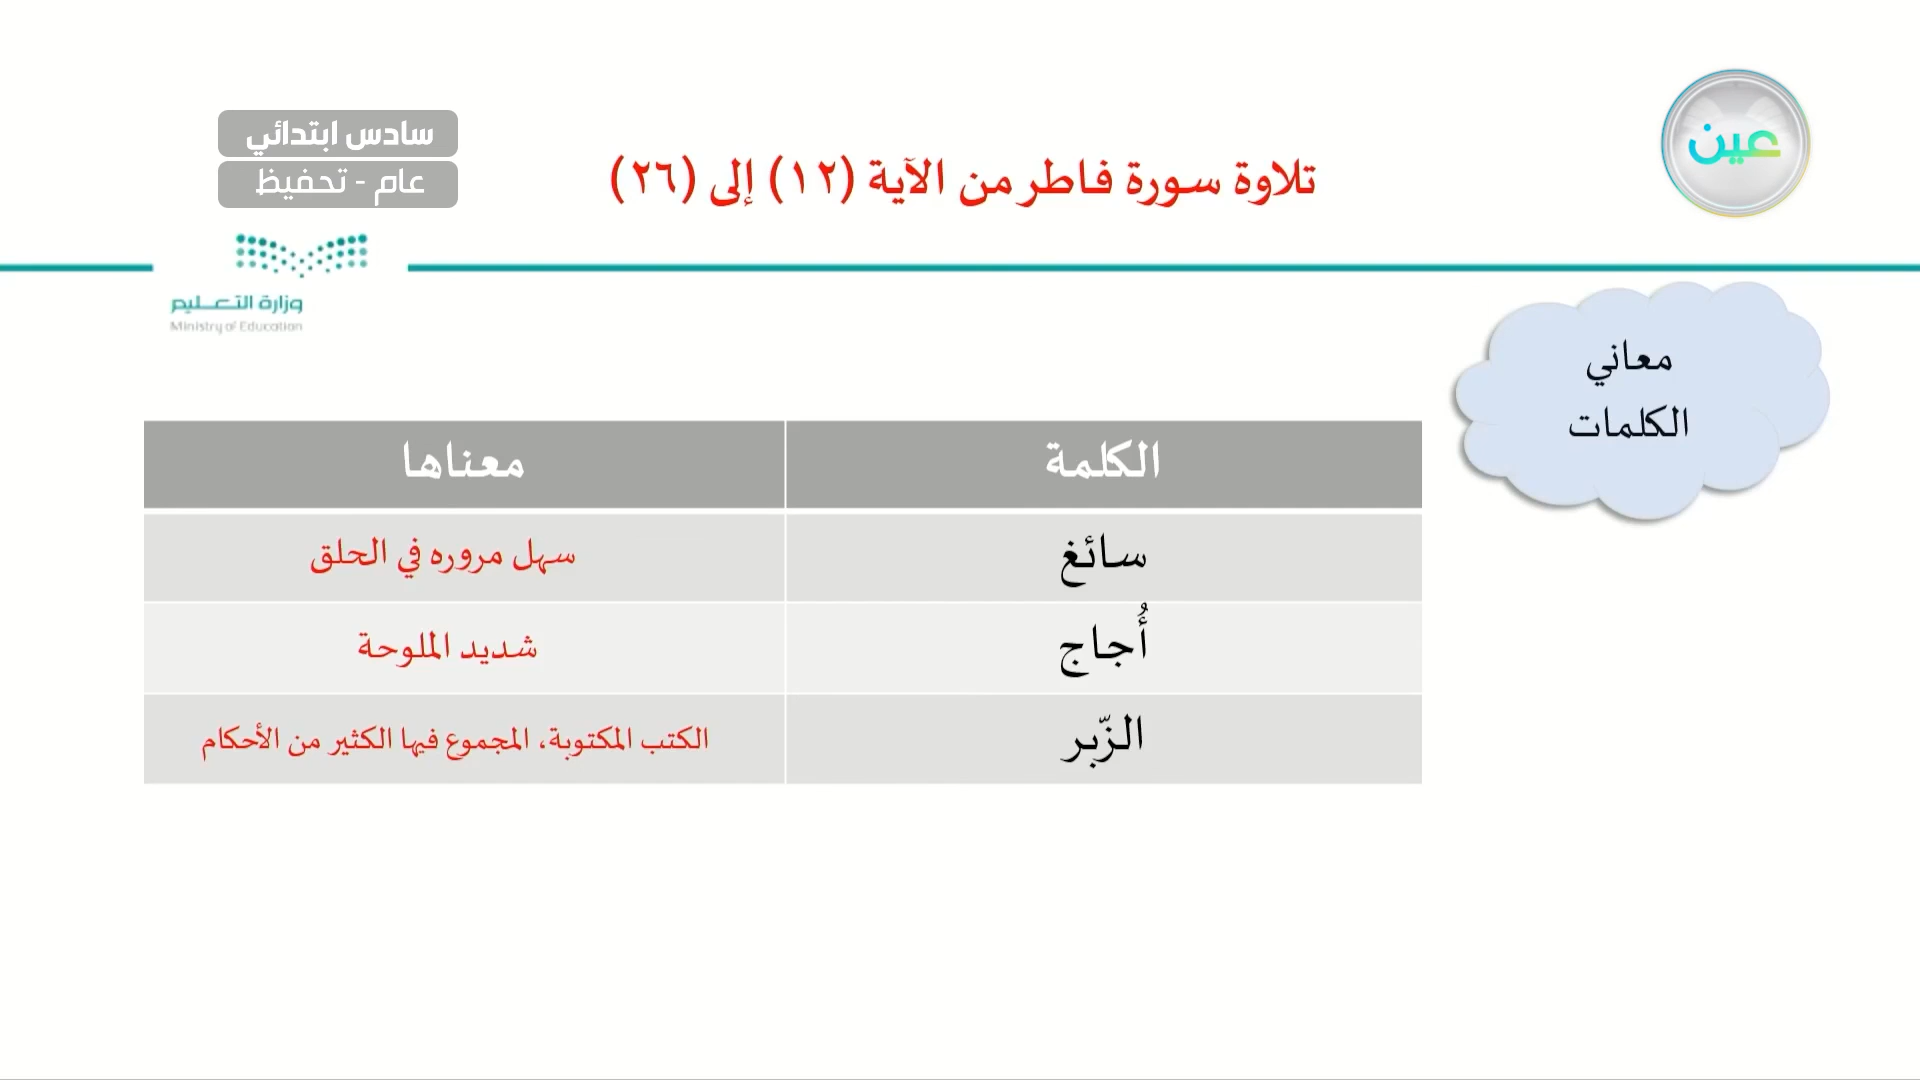 عين
سادس ابتدائي
عام - تحفيظ
تلاوة سورة فاطر من الآية (١٢) إلى (٢٦)
وزارة التعليم
Ministry of Education
معاني
الكلمات
الكلمة معناها
سائغ سهل مروره في الحلق
أُجاج شديد الملوحة
الزّبر الكتب المكتوبة، المجموع فيها الكثير من الأحكام